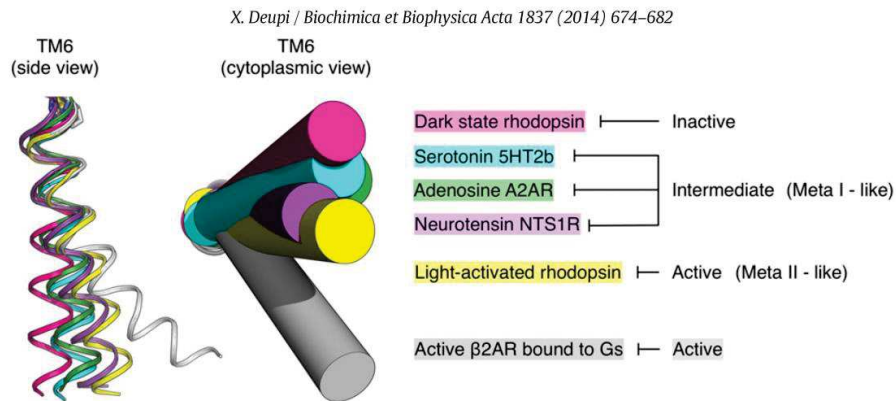 X. Deupi / Biochimica et Biophysica Acta 1837 (2014) 674–682
TM6
(side view)
TM6
(cytoplasmic view)
Dark state rhodopsin
Inactive
Serotonin 5HT2b
Adenosine A2AR
Intermediate (Meta I - like)
Neurotensin NTS1R
Light-activated rhodopsin
Active (Meta II - like)
Active β2AR bound to Gs
Active